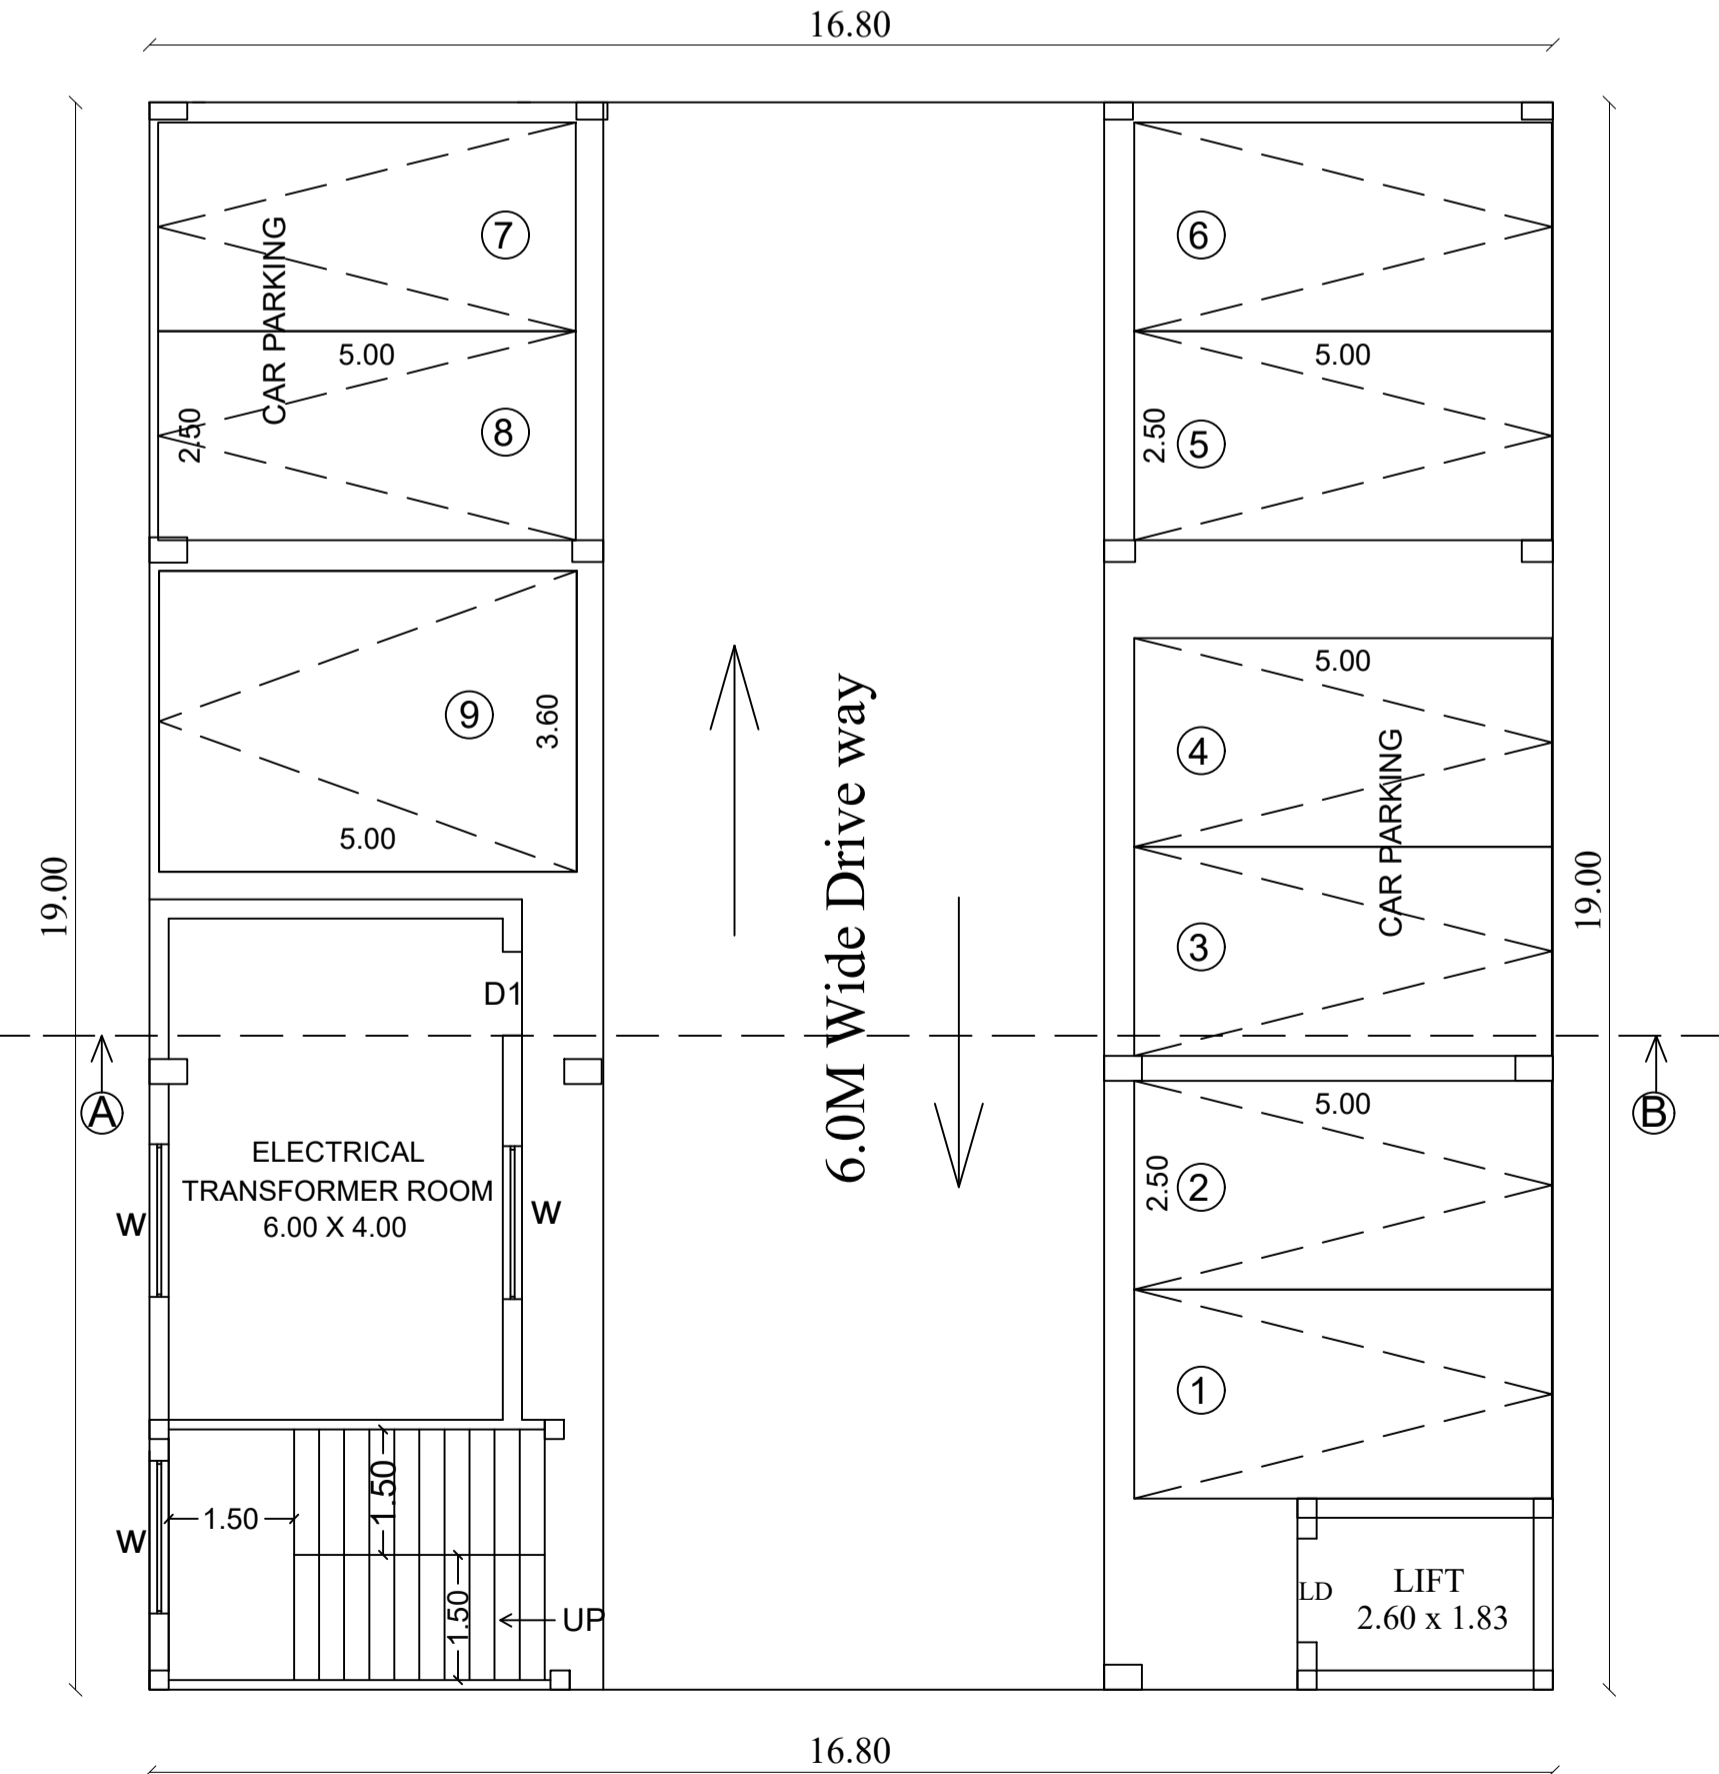 16.80
7
6
CAR PARKING
5.00
5.00
2.50
8
2.50
5
9
3.60
5.00
5.00
4
CAR PARKING
3
19.00
6.0M Wide Drive way
19.00
D1
A
B
ELECTRICAL
TRANSFORMER ROOM
6.00 X 4.00
W
W
5.00
2.50
2
1
1.50
1.50
W
1.50
UP
LD
LIFT
2.60 x 1.83
16.80